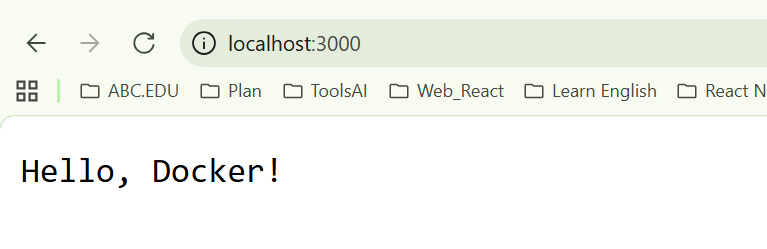 localhost:3000
ABC.EDU Plan ToolsAI Web_React Learn English React N
Hello, Docker!